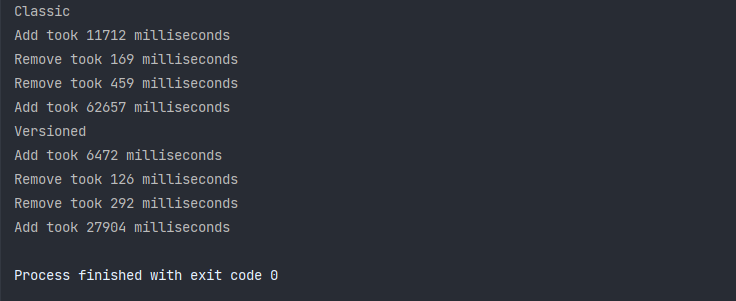 Classic
Add took 11712 milliseconds
Remove took 169 milliseconds
Remove took 459 milliseconds
Add took 62657 milliseconds
Versioned
Add took 6472 milliseconds
Remove took 126 milliseconds
Remove took 292 milliseconds
Add took 27904 milliseconds
Process finished with exit code 0